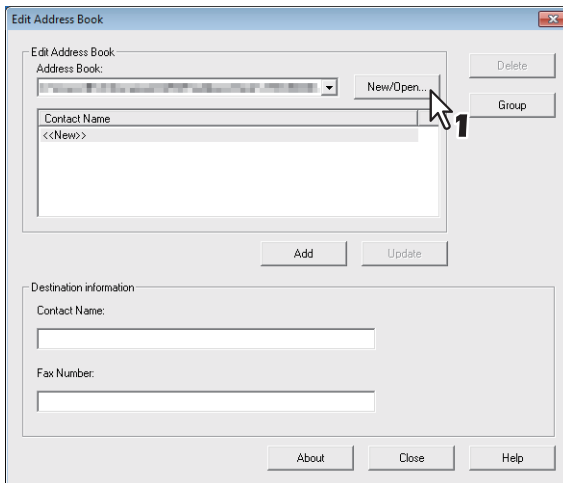 Edit Address Book
Edit Address Book
Address Book:
New/Open...
Delete
Group
1
Contact Name
<<New>>
Add
Update
Destination information
Contact Name:
Fax Number:
About
Close
Help